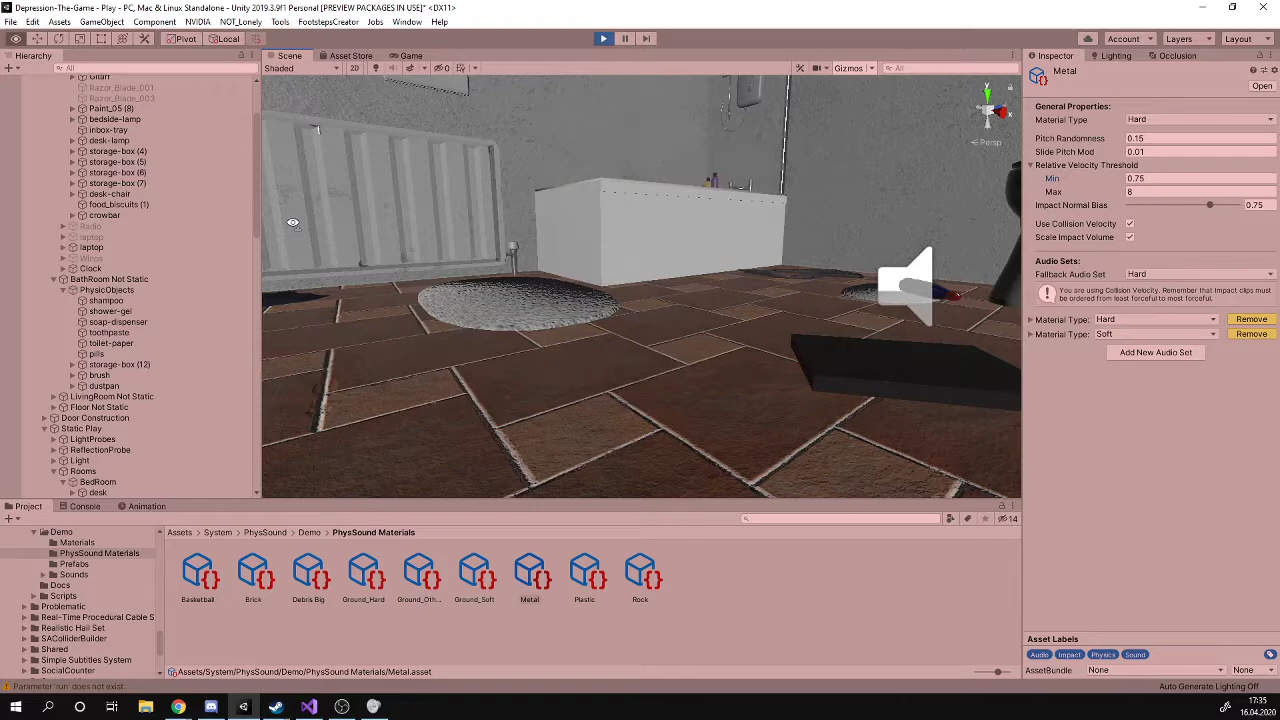 Depression-The-Game - Play - PC, Mac & Linux Standalone - Unity 2019.3.9f1 Personal [PREVIEW PACKAGES IN USE]* <DX11>
File Edit Assets GameObject Component NVIDIA NOT_Lonely Tools FootstepsCreator Jobs Window Help
Pivot Local Account Layers Layout
Hierarchy Scene Asset Store Game Inspector Lighting Occlusion
All Shaded 2D 0 Gizmos All
Razor_Blade_001
Razor_Blade_003
Paint_05 (8)
bedside-lamp
inbox-tray
desk-lamp
storage-box (4)
storage-box (5)
storage-box (6)
storage-box (7)
desk-chair
food_biscuits (1)
crowbar
Radio
laptop
laptop
Wings
Clock
BathRoom Not Static
PhysicObjects
shampoo
shower-gel
soap-dispenser
toothpaste
toilet-paper
pills
storage-box (12)
brush
dustpan
LivingRoom Not Static
Floor Not Static
Door Construction
Static Play
LightProbes
ReflectionProbe
Light
Rooms
BedRoom
desk
y
x
Persp
Metal
Open
General Properties:
Material Type Hard
Pitch Randomness 0.15
Slide Pitch Mod 0.01
Relative Velocity Threshold
Min 0.75
Max 8
Impact Normal Bias 0.75
Use Collision Velocity
Scale Impact Volume
Audio Sets:
Fallback Audio Set Hard
You are using Collision Velocity. Remember that Impact clips must be ordered from least forceful to most forceful.
Material Type: Hard Remove
Material Type: Soft Remove
Add New Audio Set
Project Console Animation
14
Demo
Materials
PhysSound Materials
Prefabs
Sounds
Docs
Scripts
Problematic
Real-Time Procedural Cable S
Realistic Hail Set
SAColliderBuilder
Shared
Simple Subtitles System
SocialCounter
Assets > System > PhysSound > Demo > PhysSound Materials
Basketball Brick Debris Big Ground_Hard Ground_Oth... Ground_Soft Metal Plastic Rock
Assets/System/PhysSound/Demo/PhysSound Materials/Metal.asset
Asset Labels
Audio Impact Physics Sound
AssetBundle None None
Parameter 'run' does not exist.
Auto Generate Lighting Off
17:35
16.04.2020